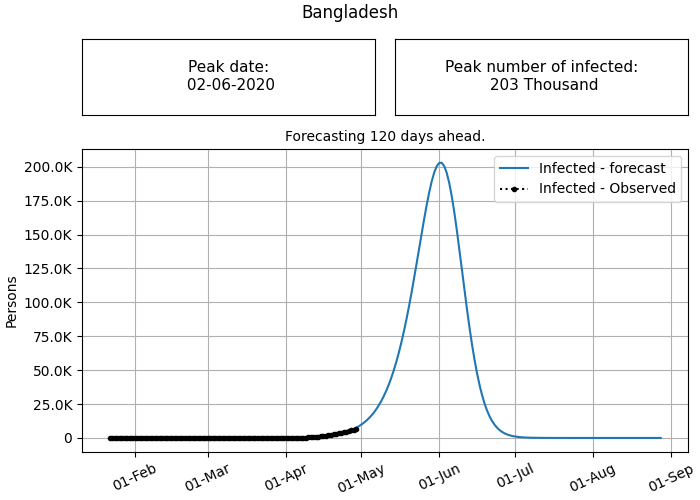 Bangladesh
Peak date:
02-06-2020
Peak number of infected:
203 Thousand
Forecasting 120 days ahead.
Infected - forecast
Infected - Observed
Persons
200.0K
175.0K
150.0K
125.0K
100.0K
75.0K
50.0K
25.0K
0
01-Feb
01-Mar
01-Apr
01-May
01-Jun
01-Jul
01-Aug
01-Sep